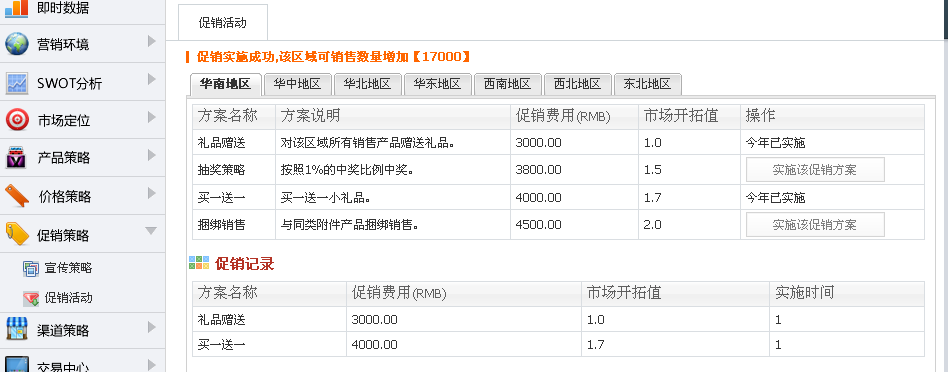 即时数据
营销环境
SWOT分析
市场定位
产品策略
价格策略
促销策略
宣传策略
促销活动
渠道策略
交易中心
促销活动
促销实施成功,该区域可销售数量增加【17000】
华南地区 华中地区 华北地区 华东地区 西南地区 西北地区 东北地区
方案名称 方案说明 促销费用(RMB) 市场开拓值 操作
礼品赠送 对该区域所有销售产品赠送礼品。 3000.00 1.0 今年已实施
抽奖策略 按照1%的中奖比例中奖。 3800.00 1.5 实施该促销方案
买一送一 买一送一小礼品。 4000.00 1.7 今年已实施
捆绑销售 与同类附件产品捆绑销售。 4500.00 2.0 实施该促销方案
促销记录
方案名称 促销费用(RMB) 市场开拓值 实施时间
礼品赠送 3000.00 1.0 1
买一送一 4000.00 1.7 1